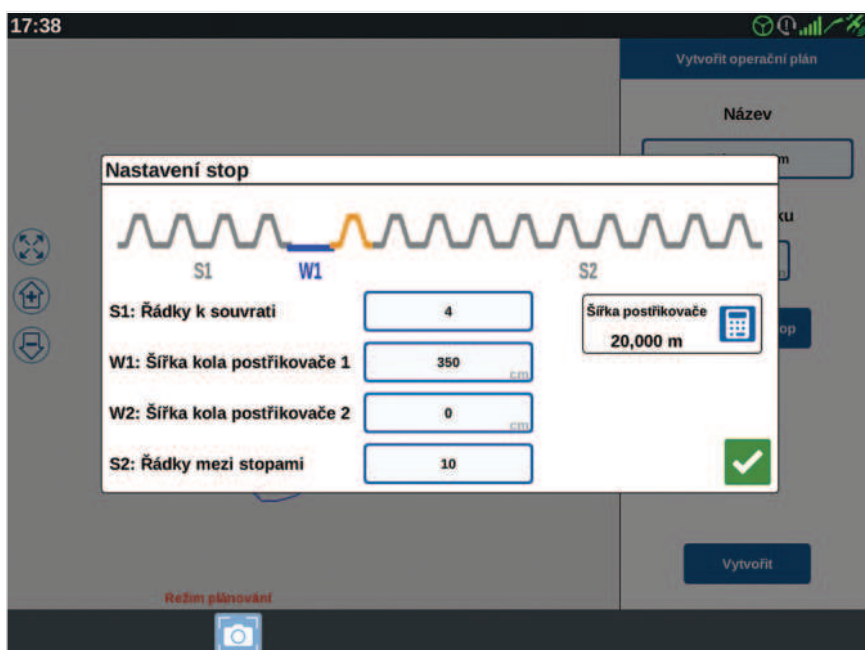 17:38
Vytvořit operační plán
Název
m
Nastavení stop
ku
S1
W1
S2
S1: Řádky k souvrati
4
Šířka postřikovače
20,000 m
op
W1: Šířka kola postřikovače 1
350
cm
W2: Šířka kola postřikovače 2
0
cm
S2: Řádky mezi stopami
10
Vytvořit
Režim plánování